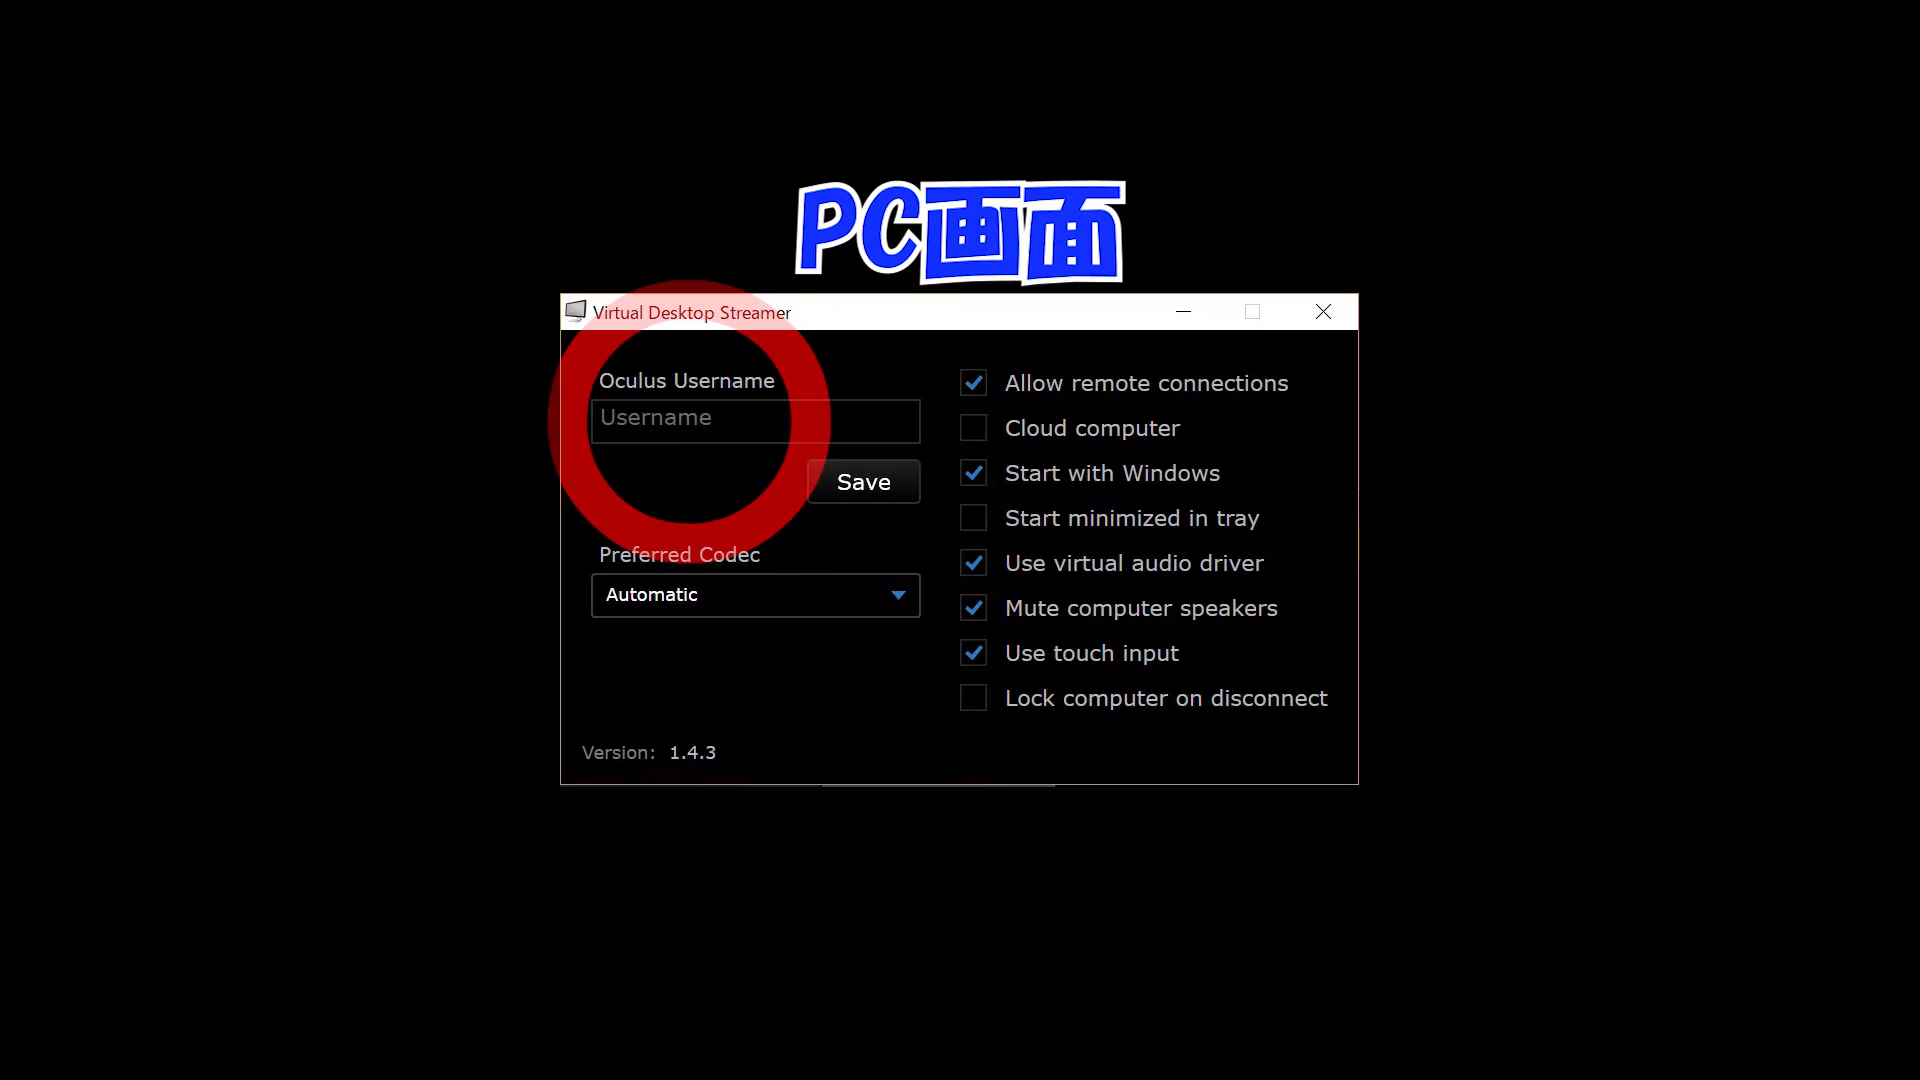 PC画面
Virtual Desktop Streamer
Oculus Username
Username
Save
Preferred Codec
Automatic
Version: 1.4.3
Allow remote connections
Cloud computer
Start with Windows
Start minimized in tray
Use virtual audio driver
Mute computer speakers
Use touch input
Lock computer on disconnect